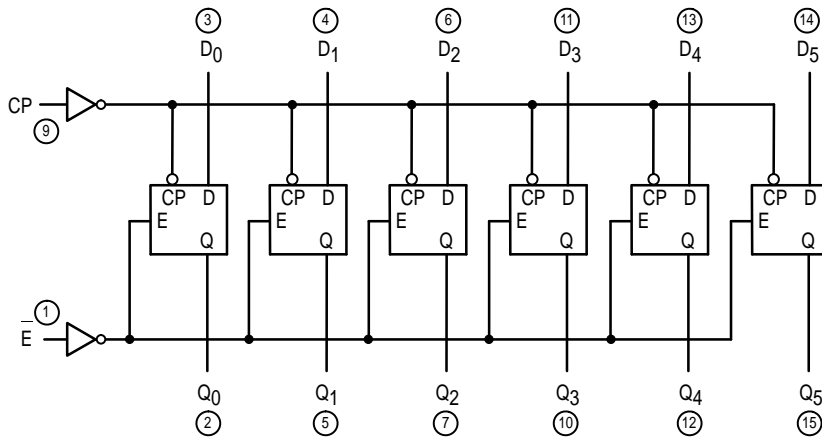 3 4 6 11 13 14
D0 D1 D2 D3 D4 D5
CP
9
CP D CP D CP D CP D CP D CP D
E E E E E E
Q Q Q Q Q Q
1
E̅
Q0 Q1 Q2 Q3 Q4 Q5
2 5 7 10 12 15